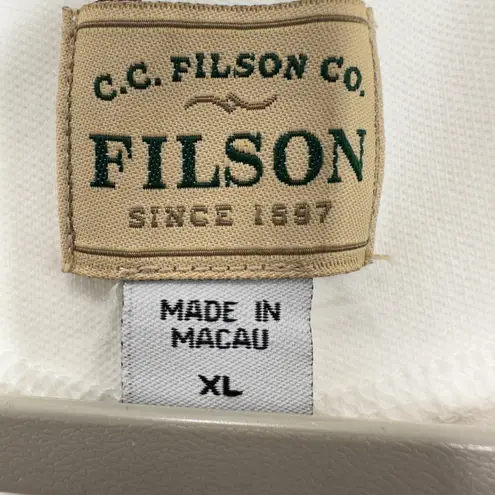 C.C. FILSON CO.
FILSON
SINCE 1897
MADE IN
MACAU
XL